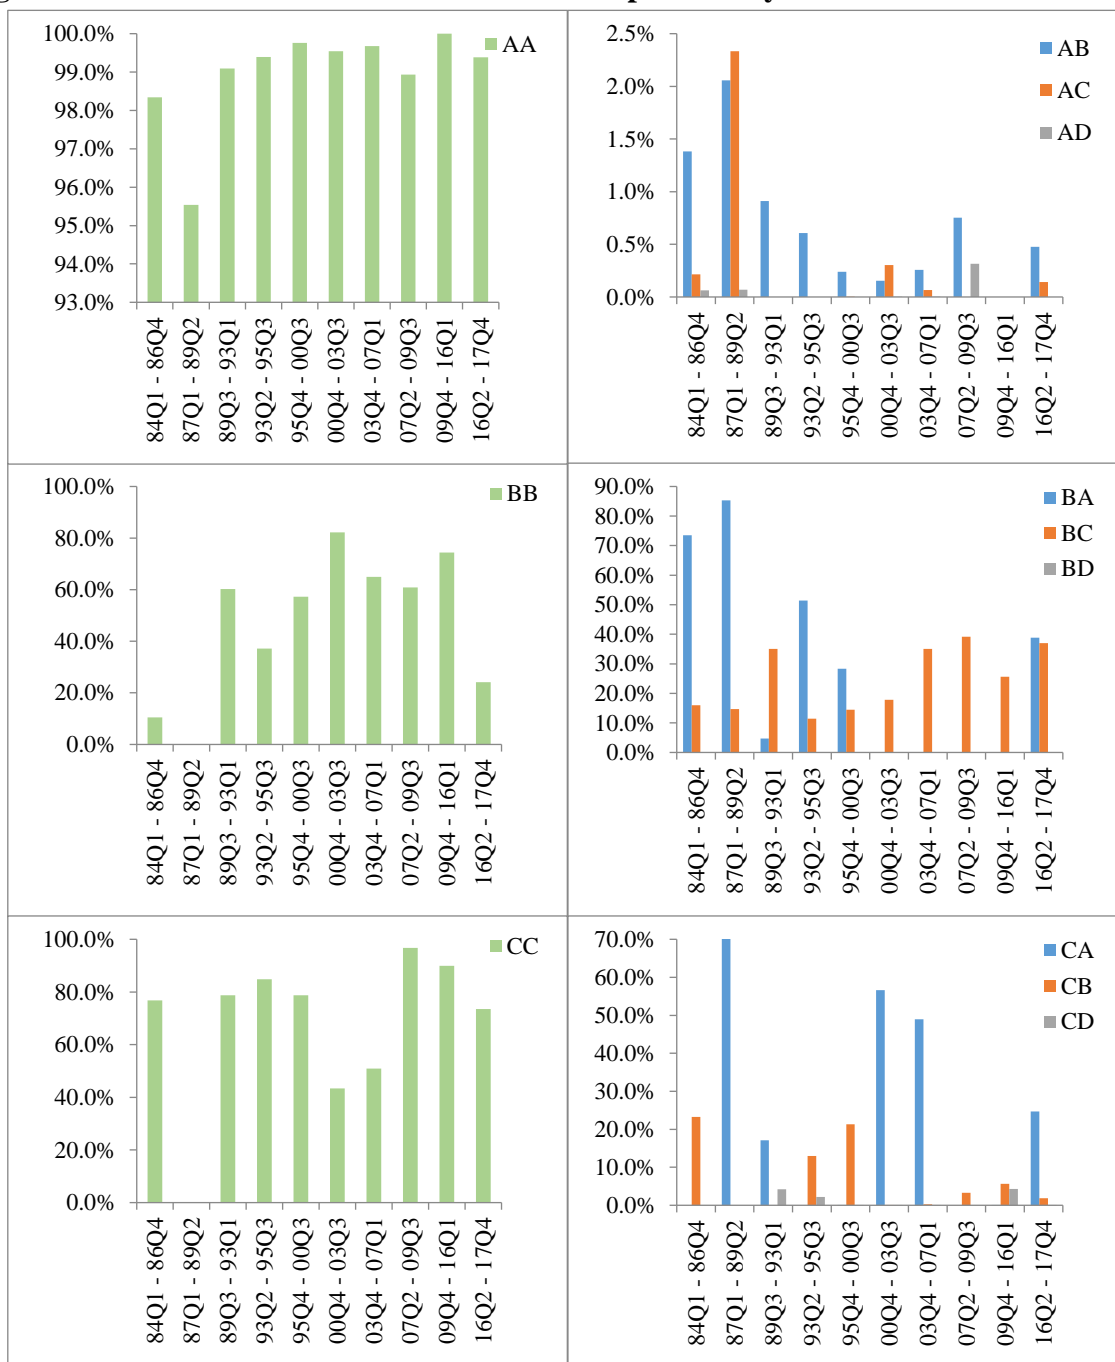 100.0%
99.0%
98.0%
97.0%
96.0%
95.0%
94.0%
93.0%
AA
84Q1 - 86Q4
87Q1 - 89Q2
89Q3 - 93Q1
93Q2 - 95Q3
95Q4 - 00Q3
00Q4 - 03Q3
03Q4 - 07Q1
07Q2 - 09Q3
09Q4 - 16Q1
16Q2 - 17Q4
2.5%
2.0%
1.5%
1.0%
0.5%
0.0%
AB
AC
AD
84Q1 - 86Q4
87Q1 - 89Q2
89Q3 - 93Q1
93Q2 - 95Q3
95Q4 - 00Q3
00Q4 - 03Q3
03Q4 - 07Q1
07Q2 - 09Q3
09Q4 - 16Q1
16Q2 - 17Q4
100.0%
80.0%
60.0%
40.0%
20.0%
0.0%
BB
84Q1 - 86Q4
87Q1 - 89Q2
89Q3 - 93Q1
93Q2 - 95Q3
95Q4 - 00Q3
00Q4 - 03Q3
03Q4 - 07Q1
07Q2 - 09Q3
09Q4 - 16Q1
16Q2 - 17Q4
90.0%
80.0%
70.0%
60.0%
50.0%
40.0%
30.0%
20.0%
10.0%
0.0%
BA
BC
BD
84Q1 - 86Q4
87Q1 - 89Q2
89Q3 - 93Q1
93Q2 - 95Q3
95Q4 - 00Q3
00Q4 - 03Q3
03Q4 - 07Q1
07Q2 - 09Q3
09Q4 - 16Q1
16Q2 - 17Q4
100.0%
80.0%
60.0%
40.0%
20.0%
0.0%
CC
84Q1 - 86Q4
87Q1 - 89Q2
89Q3 - 93Q1
93Q2 - 95Q3
95Q4 - 00Q3
00Q4 - 03Q3
03Q4 - 07Q1
07Q2 - 09Q3
09Q4 - 16Q1
16Q2 - 17Q4
70.0%
60.0%
50.0%
40.0%
30.0%
20.0%
10.0%
0.0%
CA
CB
CD
84Q1 - 86Q4
87Q1 - 89Q2
89Q3 - 93Q1
93Q2 - 95Q3
95Q4 - 00Q3
00Q4 - 03Q3
03Q4 - 07Q1
07Q2 - 09Q3
09Q4 - 16Q1
16Q2 - 17Q4